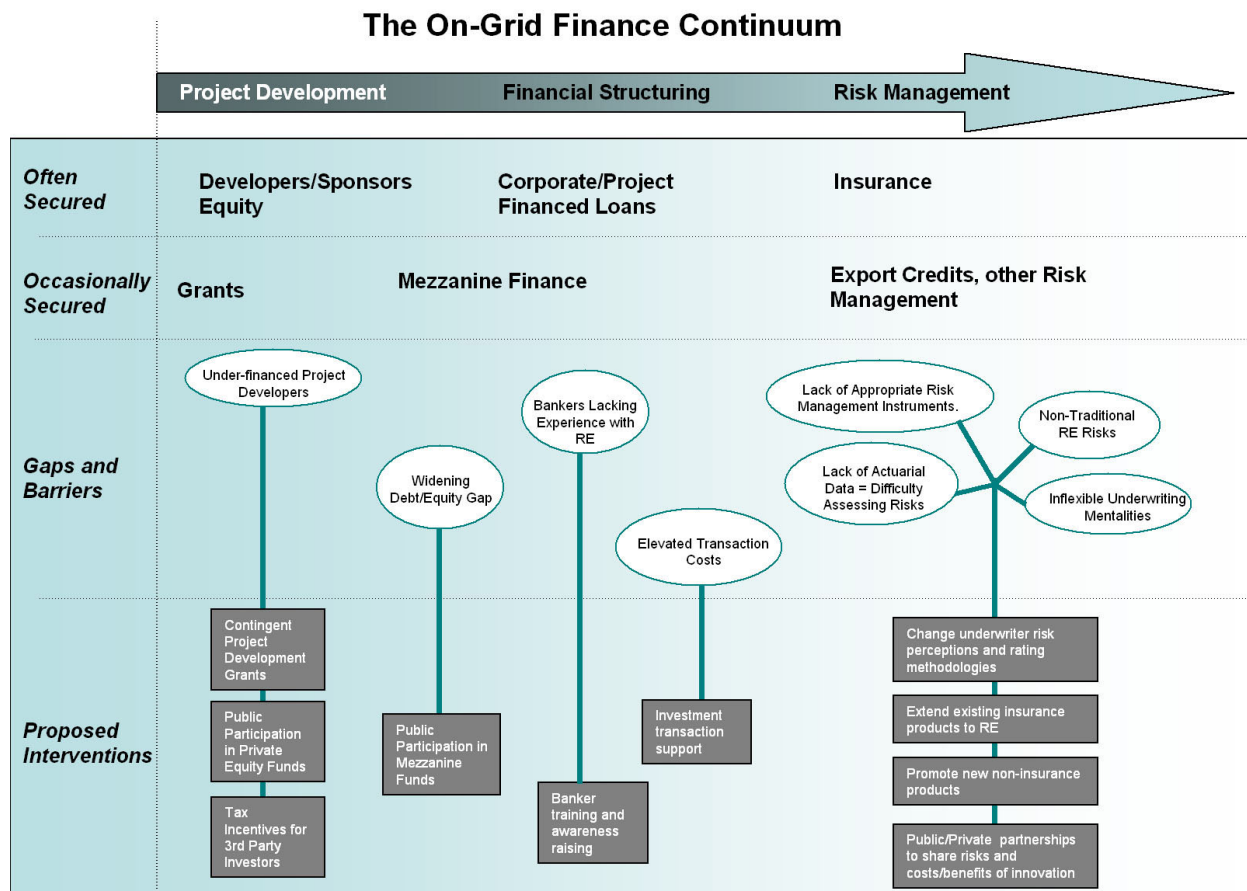 The On-Grid Finance Continuum
Project Development
Financial Structuring
Risk Management
Often
Secured
Developers/Sponsors
Equity
Corporate/Project
Financed Loans
Insurance
Occasionally
Secured
Grants
Mezzanine Finance
Export Credits, other Risk
Management
Gaps and
Barriers
Under-financed Project
Developers
Widening
Debt/Equity Gap
Bankers Lacking
Experience with
RE
Elevated Transaction
Costs
Lack of Appropriate Risk
Management Instruments.
Non-Traditional
RE Risks
Lack of Actuarial
Data = Difficulty
Assessing Risks
Inflexible Underwriting
Mentalities
Proposed
Interventions
Contingent
Project
Development
Grants
Public
Participation
in Private
Equity Funds
Tax
Incentives for
3rd Party
Investors
Public
Participation in
Mezzanine
Funds
Banker
training and
awareness
raising
Investment
transaction
support
Change underwriter risk
perceptions and rating
methodologies
Extend existing insurance
products to RE
Promote new non-insurance
products
Public/Private partnerships
to share risks and
costs/benefits of innovation